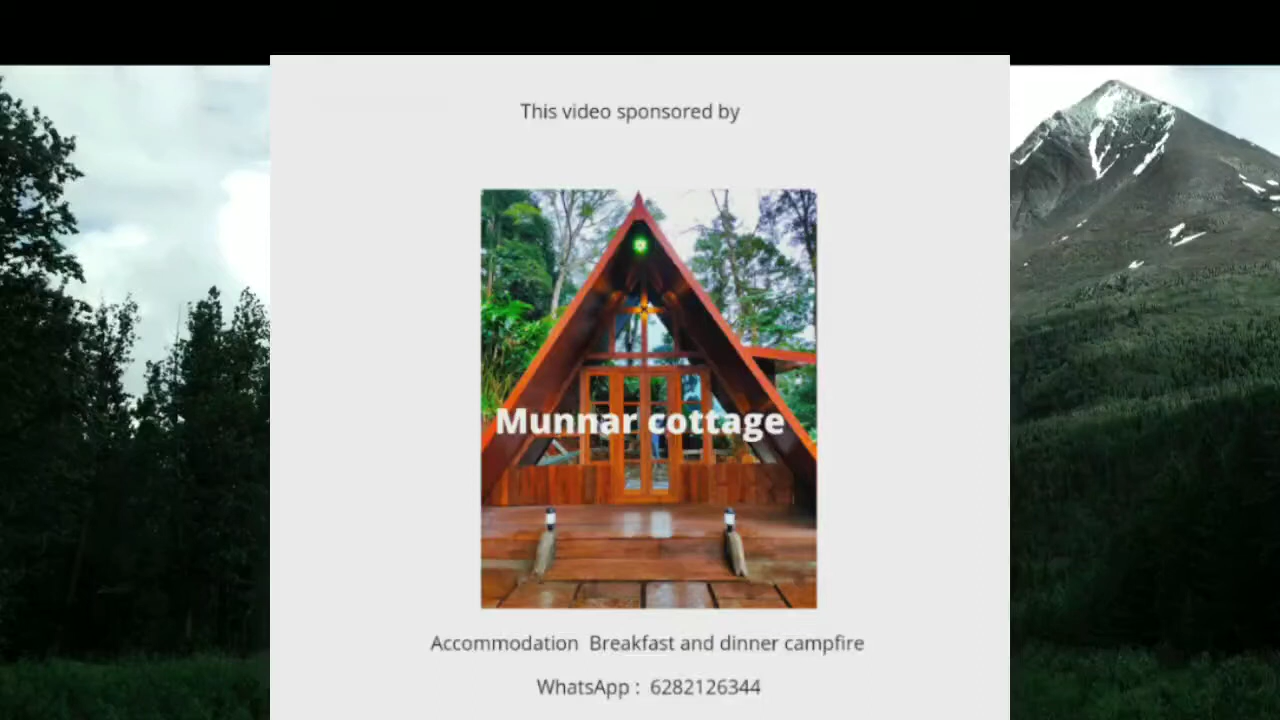 This video sponsored by
Munnar cottage
Accommodation Breakfast and dinner campfire
WhatsApp : 6282126344